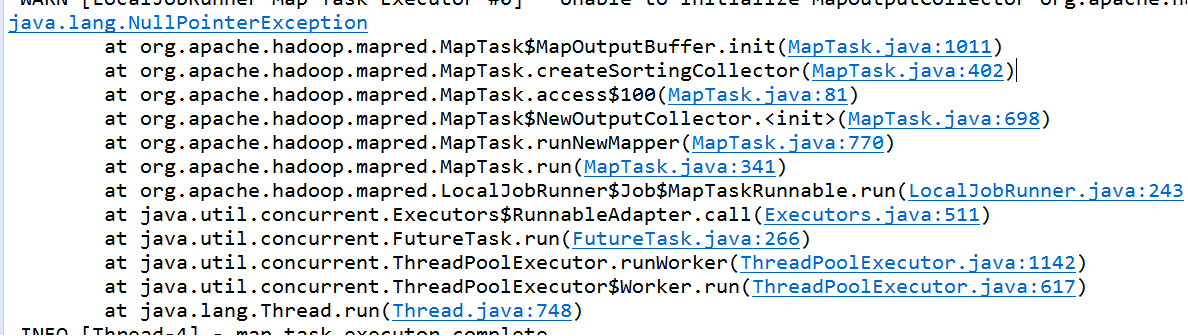 WARN [LocalJobRunner Map Task Executor #0] - Unable to initialize MapOutputCollector org.apache.h
java.lang.NullPointerException
at org.apache.hadoop.mapred.MapTask$MapOutputBuffer.init(MapTask.java:1011)
at org.apache.hadoop.mapred.MapTask.createSortingCollector(MapTask.java:402)
at org.apache.hadoop.mapred.MapTask.access$100(MapTask.java:81)
at org.apache.hadoop.mapred.MapTask$NewOutputCollector.<init>(MapTask.java:698)
at org.apache.hadoop.mapred.MapTask.runNewMapper(MapTask.java:770)
at org.apache.hadoop.mapred.MapTask.run(MapTask.java:341)
at org.apache.hadoop.mapred.LocalJobRunner$Job$MapTaskRunnable.run(LocalJobRunner.java:243
at java.util.concurrent.Executors$RunnableAdapter.call(Executors.java:511)
at java.util.concurrent.FutureTask.run(FutureTask.java:266)
at java.util.concurrent.ThreadPoolExecutor.runWorker(ThreadPoolExecutor.java:1142)
at java.util.concurrent.ThreadPoolExecutor$Worker.run(ThreadPoolExecutor.java:617)
at java.lang.Thread.run(Thread.java:748)
INFO [Thread-4] - map task executor complete